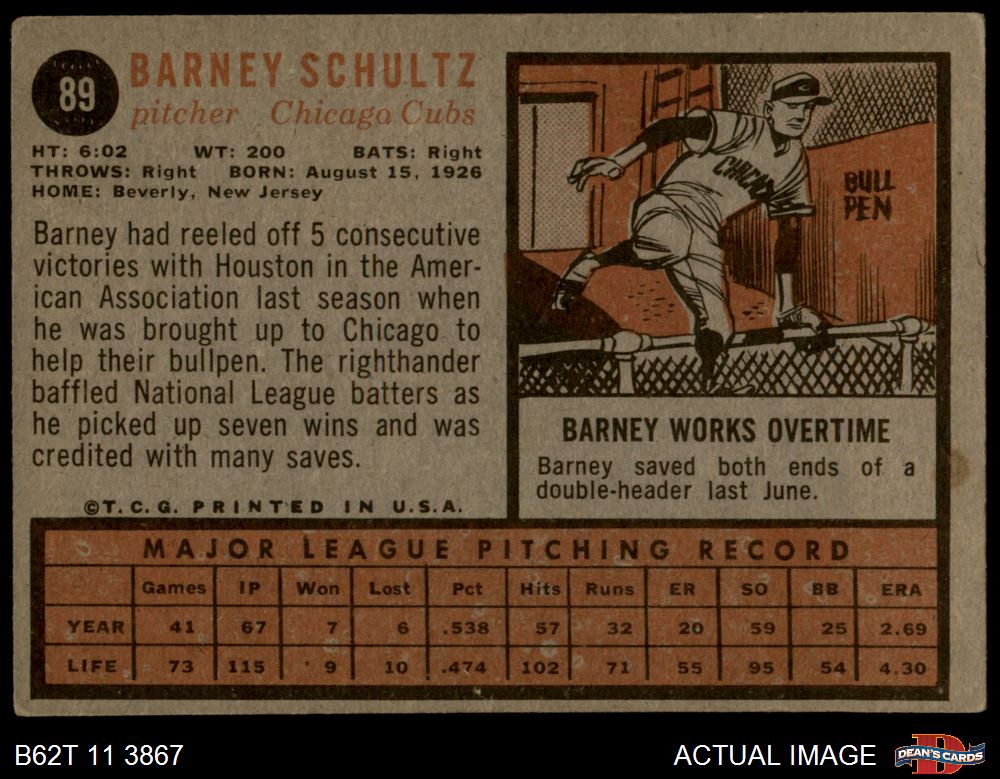 89
BARNEY SCHULTZ
pitcher Chicago Cubs
HT: 6:02 WT: 200 BATS: Right
THROWS: Right BORN: August 15, 1926
HOME: Beverly, New Jersey
Barney had reeled off 5 consecutive
victories with Houston in the Amer-
ican Association last season when
he was brought up to Chicago to
help their bullpen. The righthander
baffled National League batters as
he picked up seven wins and was
credited with many saves.
©T.C.G. PRINTED IN U.S.A.
BULL
PEN
BARNEY WORKS OVERTIME
Barney saved both ends of a
double-header last June.
MAJOR LEAGUE PITCHING RECORD
Games IP Won Lost Pct Hits Runs ER SO BB ERA
YEAR 41 67 7 6 .538 57 32 20 59 25 2.69
LIFE 73 115 9 10 .474 102 71 55 95 54 4.30
B62T 11 3867
ACTUAL IMAGE
DEAN'S CARDS